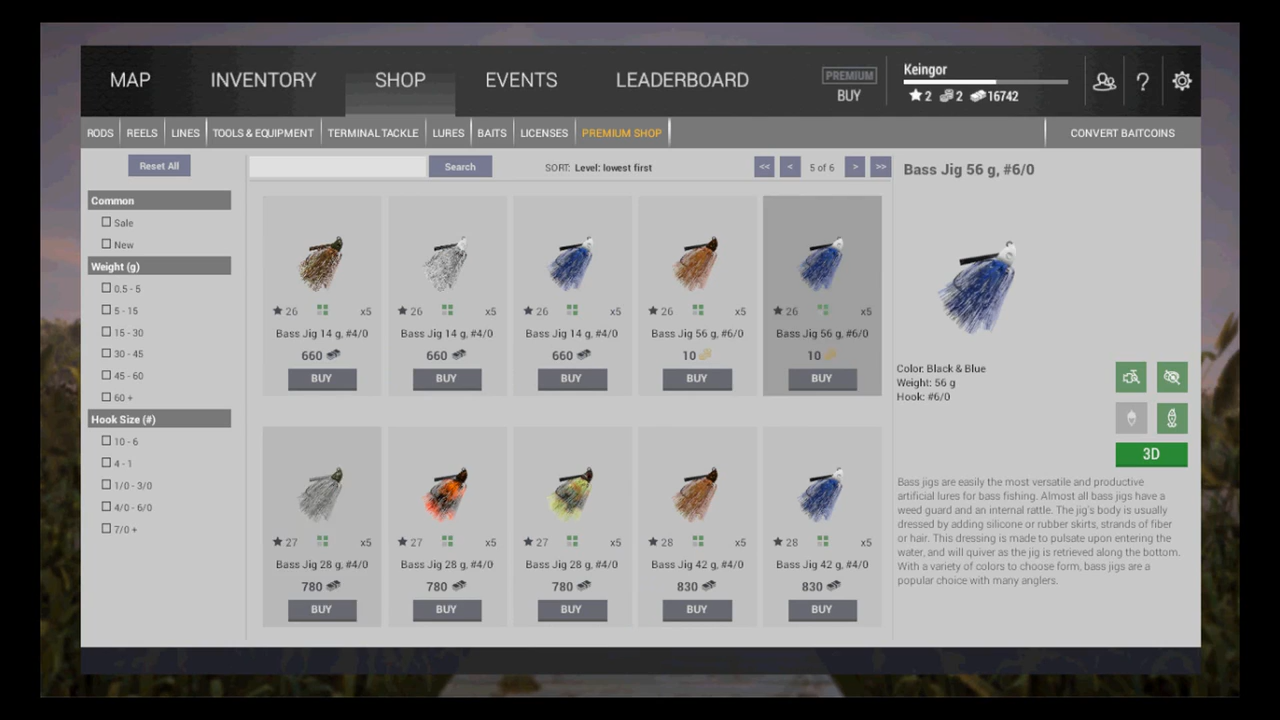 MAP INVENTORY SHOP EVENTS LEADERBOARD
PREMIUM
BUY
Keingor
2 2 16742
?
RODS REELS LINES TOOLS & EQUIPMENT TERMINAL TACKLE LURES BAITS LICENSES PREMIUM SHOP CONVERT BAITCOINS
Reset All
Search
SORT: Level: lowest first
<< < 5 of 6 > >>
Common
Sale
New
Weight (g)
0.5 - 5
5 - 15
15 - 30
30 - 45
45 - 60
60 +
Hook Size (#)
10 - 6
4 - 1
1/0 - 3/0
4/0 - 6/0
7/0 +
26 x5 26 x5 26 x5 26 x5 26 x5
Bass Jig 14 g, #4/0 Bass Jig 14 g, #4/0 Bass Jig 14 g, #4/0 Bass Jig 56 g, #6/0 Bass Jig 56 g, #6/0
660 660 660 10 10
BUY BUY BUY BUY BUY
27 x5 27 x5 27 x5 28 x5 28 x5
Bass Jig 28 g, #4/0 Bass Jig 28 g, #4/0 Bass Jig 28 g, #4/0 Bass Jig 42 g, #4/0 Bass Jig 42 g, #4/0
780 780 780 830 830
BUY BUY BUY BUY BUY
Bass Jig 56 g, #6/0
Color: Black & Blue
Weight: 56 g
Hook: #6/0
3D
Bass jigs are easily the most versatile and productive
artificial lures for bass fishing. Almost all bass jigs have a
weed guard and an internal rattle. The jig's body is usually
dressed by adding silicone or rubber skirts, strands of fiber
or hair. This dressing is made to pulsate upon entering the
water, and will quiver as the jig is retrieved along the bottom.
With a variety of colors to choose form, bass jigs are a
popular choice with many anglers.